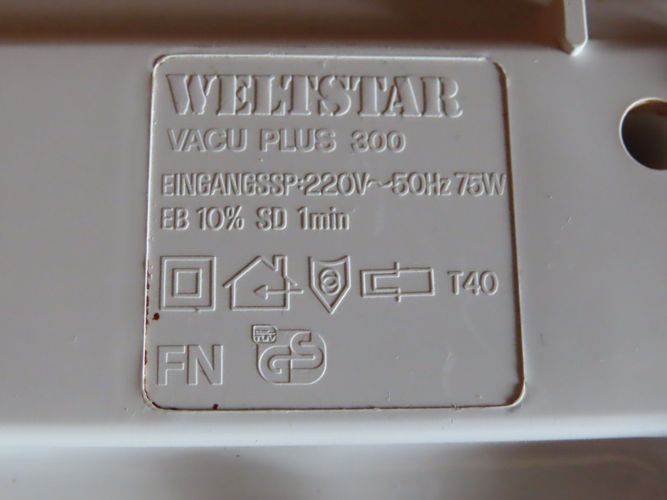 WELTSTAR
VACU PLUS 300
EINGANGSSP:220V~50Hz 75W
EB 10% SD 1min
T40
FN TÜV GS